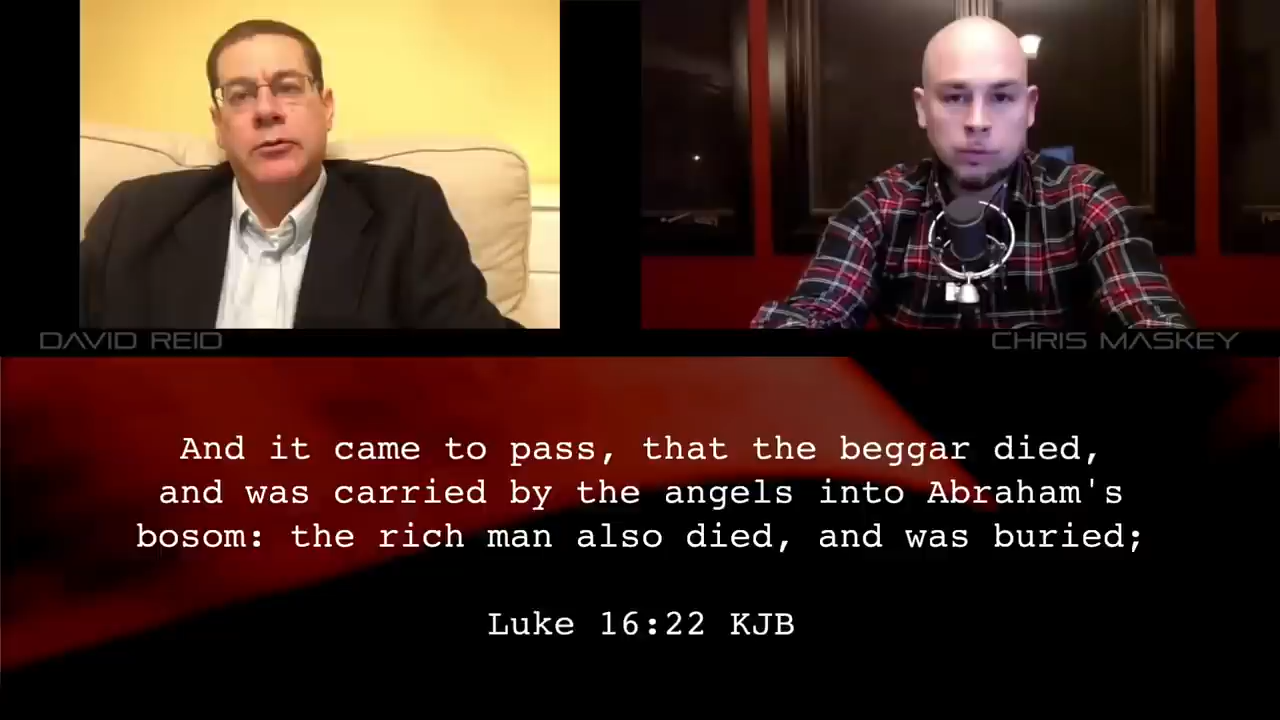 DAVID REID
CHRIS MASKEY
And it came to pass, that the beggar died,
and was carried by the angels into Abraham's
bosom: the rich man also died, and was buried;
Luke 16:22 KJB